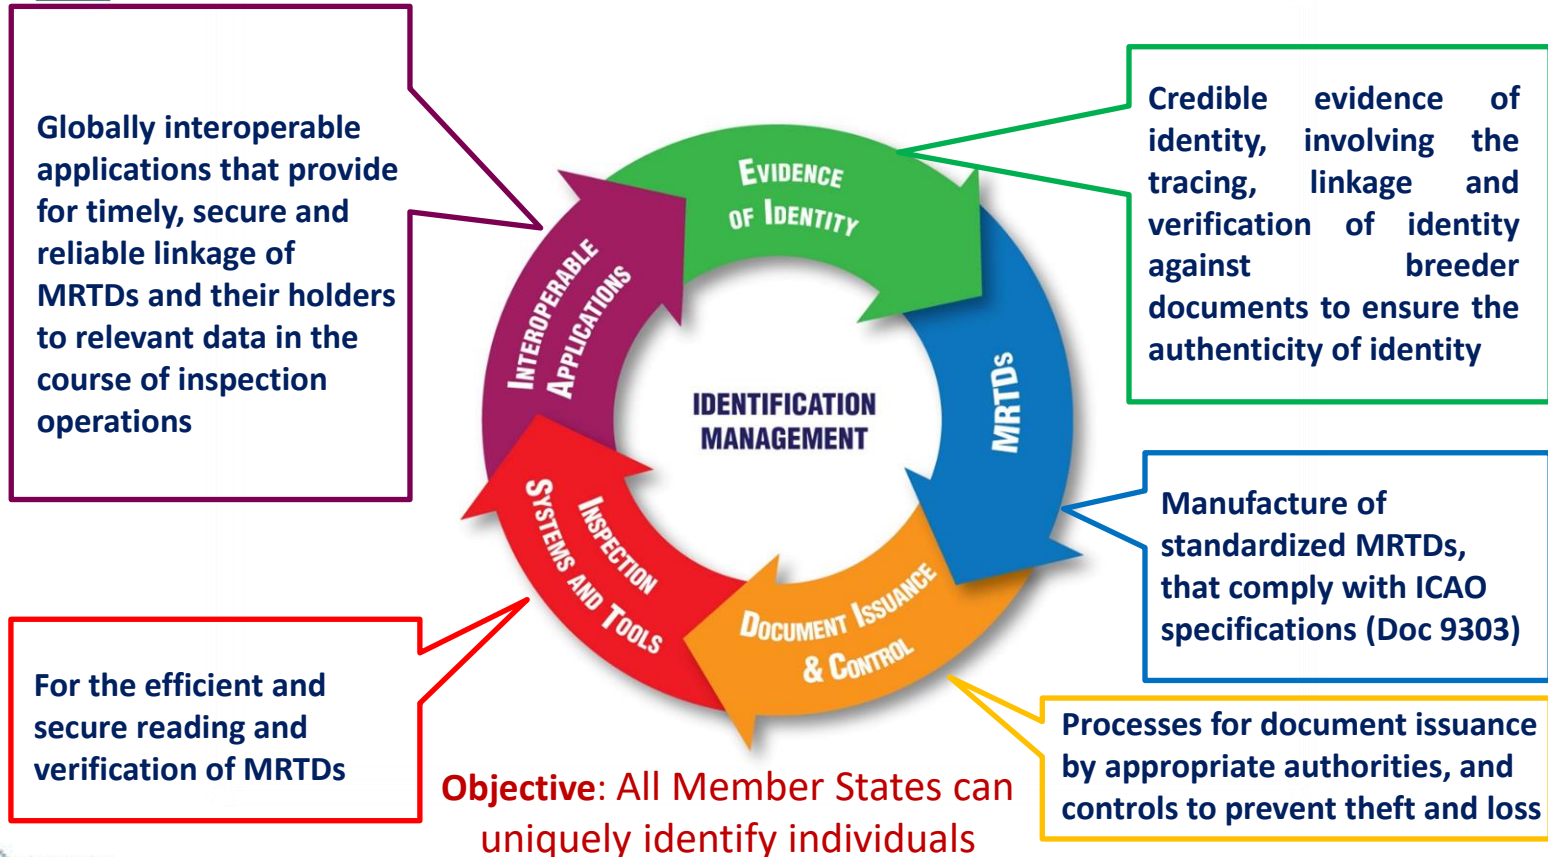 Globally interoperable
applications that provide
for timely, secure and
reliable linkage of
MRTDs and their holders
to relevant data in the
course of inspection
operations
Credible evidence of
identity, involving the
tracing, linkage and
verification of identity
against breeder
documents to ensure the
authenticity of identity
EVIDENCE
OF IDENTITY
INTEROPERABLE
APPLICATIONS
MRTDs
IDENTIFICATION
MANAGEMENT
INSPECTION
SYSTEMS AND TOOLS
DOCUMENT ISSUANCE
& CONTROL
Manufacture of
standardized MRTDs,
that comply with ICAO
specifications (Doc 9303)
For the efficient and
secure reading and
verification of MRTDs
Processes for document issuance
by appropriate authorities, and
controls to prevent theft and loss
Objective: All Member States can
uniquely identify individuals